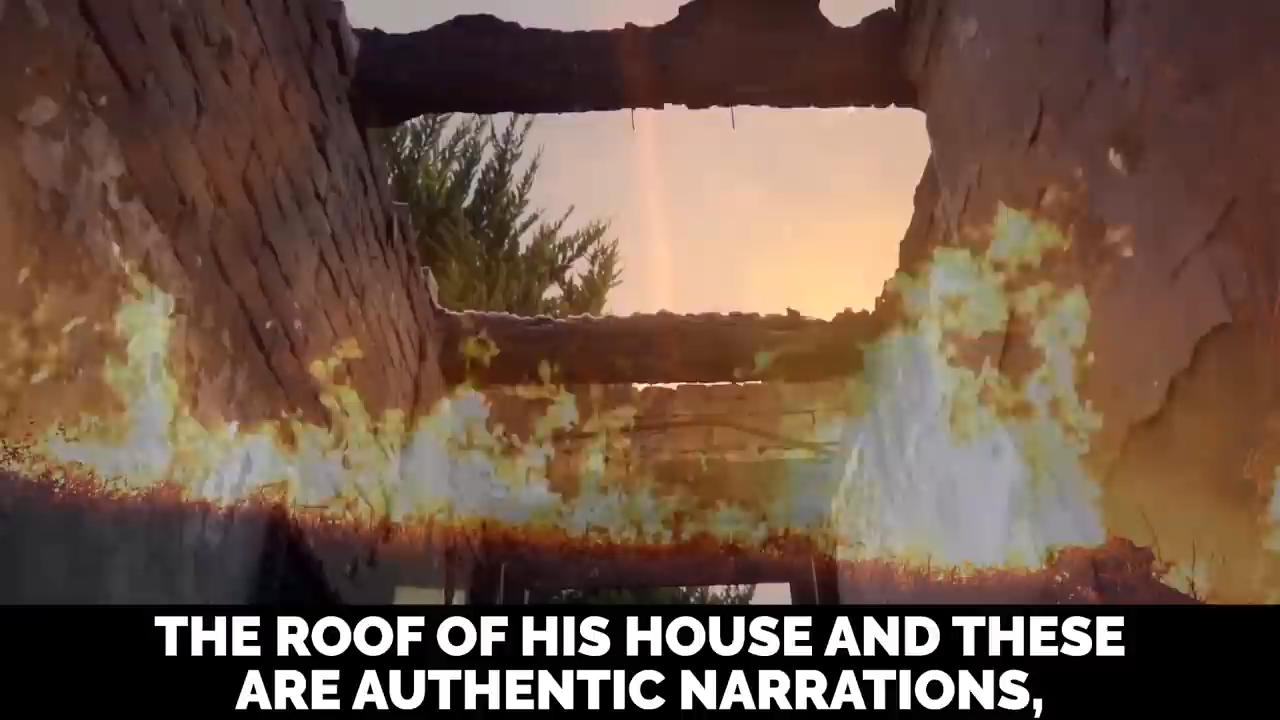 THE ROOF OF HIS HOUSE AND THESE
ARE AUTHENTIC NARRATIONS,